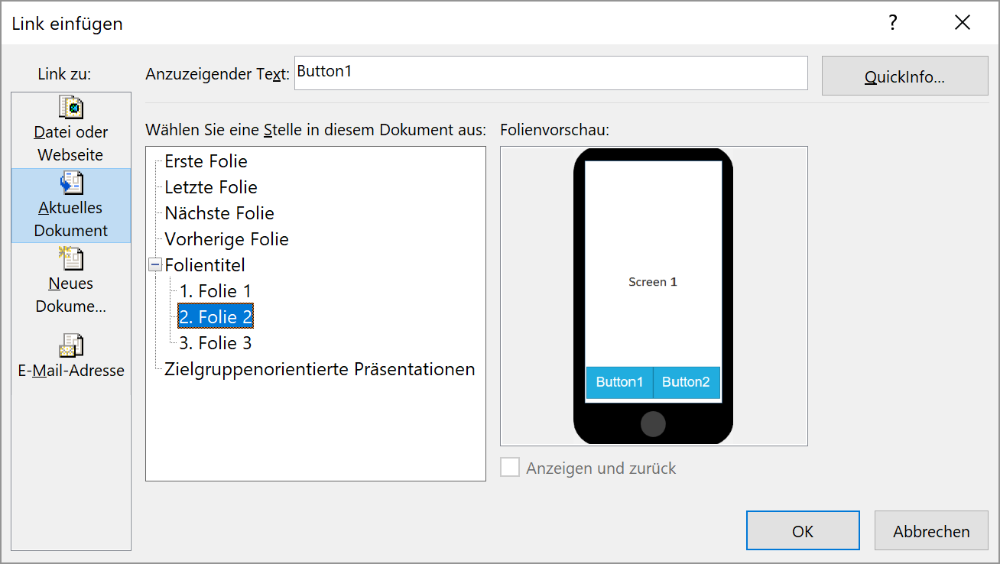 Link einfügen
?
Link zu:
Anzuzeigender Text:
Button1
QuickInfo...
Datei oder
Webseite
Aktuelles
Dokument
Neues
Dokume...
E-Mail-Adresse
Wählen Sie eine Stelle in diesem Dokument aus:
Erste Folie
Letzte Folie
Nächste Folie
Vorherige Folie
Folientitel
1. Folie 1
2. Folie 2
3. Folie 3
Zielgruppenorientierte Präsentationen
Folienvorschau:
Screen 1
Button1 Button2
Anzeigen und zurück
OK
Abbrechen